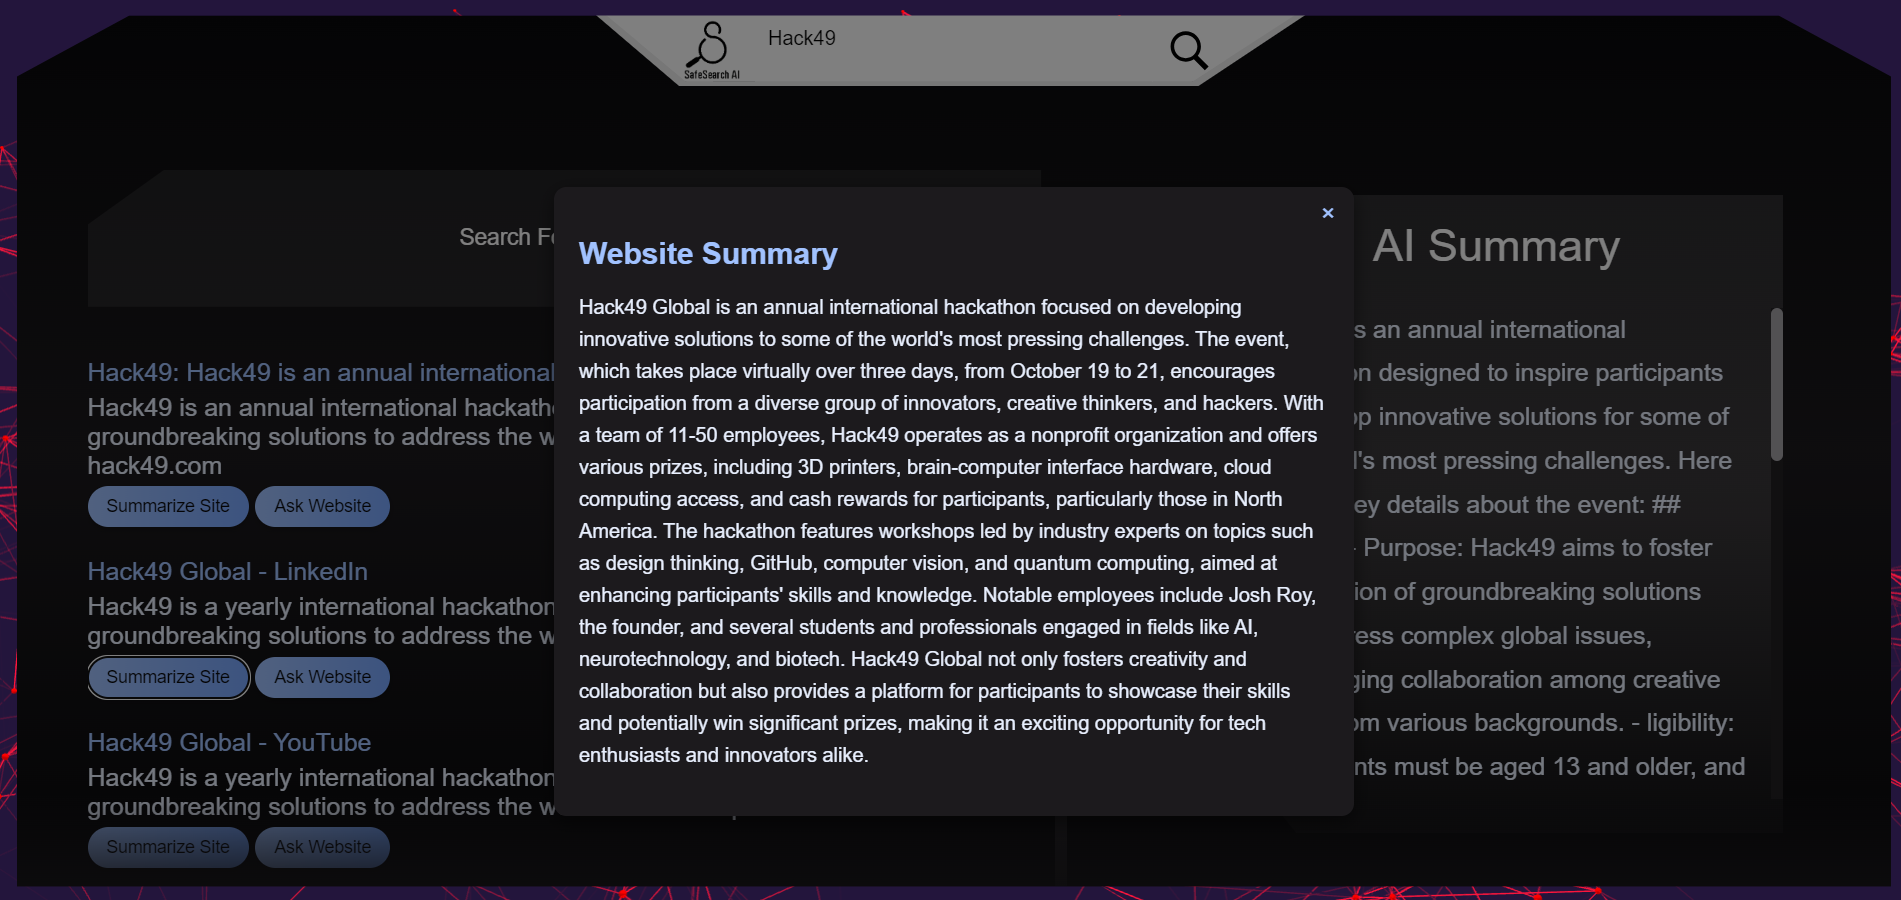 Hack49
SafeSearch AI
Search Fo
Hack49: Hack49 is an annual international
Hack49 is an annual international hackatho
groundbreaking solutions to address the w
hack49.com
Summarize Site
Ask Website
Hack49 Global - LinkedIn
Hack49 is a yearly international hackathon
groundbreaking solutions to address the w
Summarize Site
Ask Website
Hack49 Global - YouTube
Hack49 is a yearly international hackathon
groundbreaking solutions to address the w
Summarize Site
Ask Website
×
Website Summary
Hack49 Global is an annual international hackathon focused on developing
innovative solutions to some of the world's most pressing challenges. The event,
which takes place virtually over three days, from October 19 to 21, encourages
participation from a diverse group of innovators, creative thinkers, and hackers. With
a team of 11-50 employees, Hack49 operates as a nonprofit organization and offers
various prizes, including 3D printers, brain-computer interface hardware, cloud
computing access, and cash rewards for participants, particularly those in North
America. The hackathon features workshops led by industry experts on topics such
as design thinking, GitHub, computer vision, and quantum computing, aimed at
enhancing participants' skills and knowledge. Notable employees include Josh Roy,
the founder, and several students and professionals engaged in fields like AI,
neurotechnology, and biotech. Hack49 Global not only fosters creativity and
collaboration but also provides a platform for participants to showcase their skills
and potentially win significant prizes, making it an exciting opportunity for tech
enthusiasts and innovators alike.
AI Summary
s an annual international
on designed to inspire participants
op innovative solutions for some of
d's most pressing challenges. Here
ey details about the event: ##
- Purpose: Hack49 aims to foster
ion of groundbreaking solutions
ress complex global issues,
ging collaboration among creative
om various backgrounds. - ligibility:
nts must be aged 13 and older, and